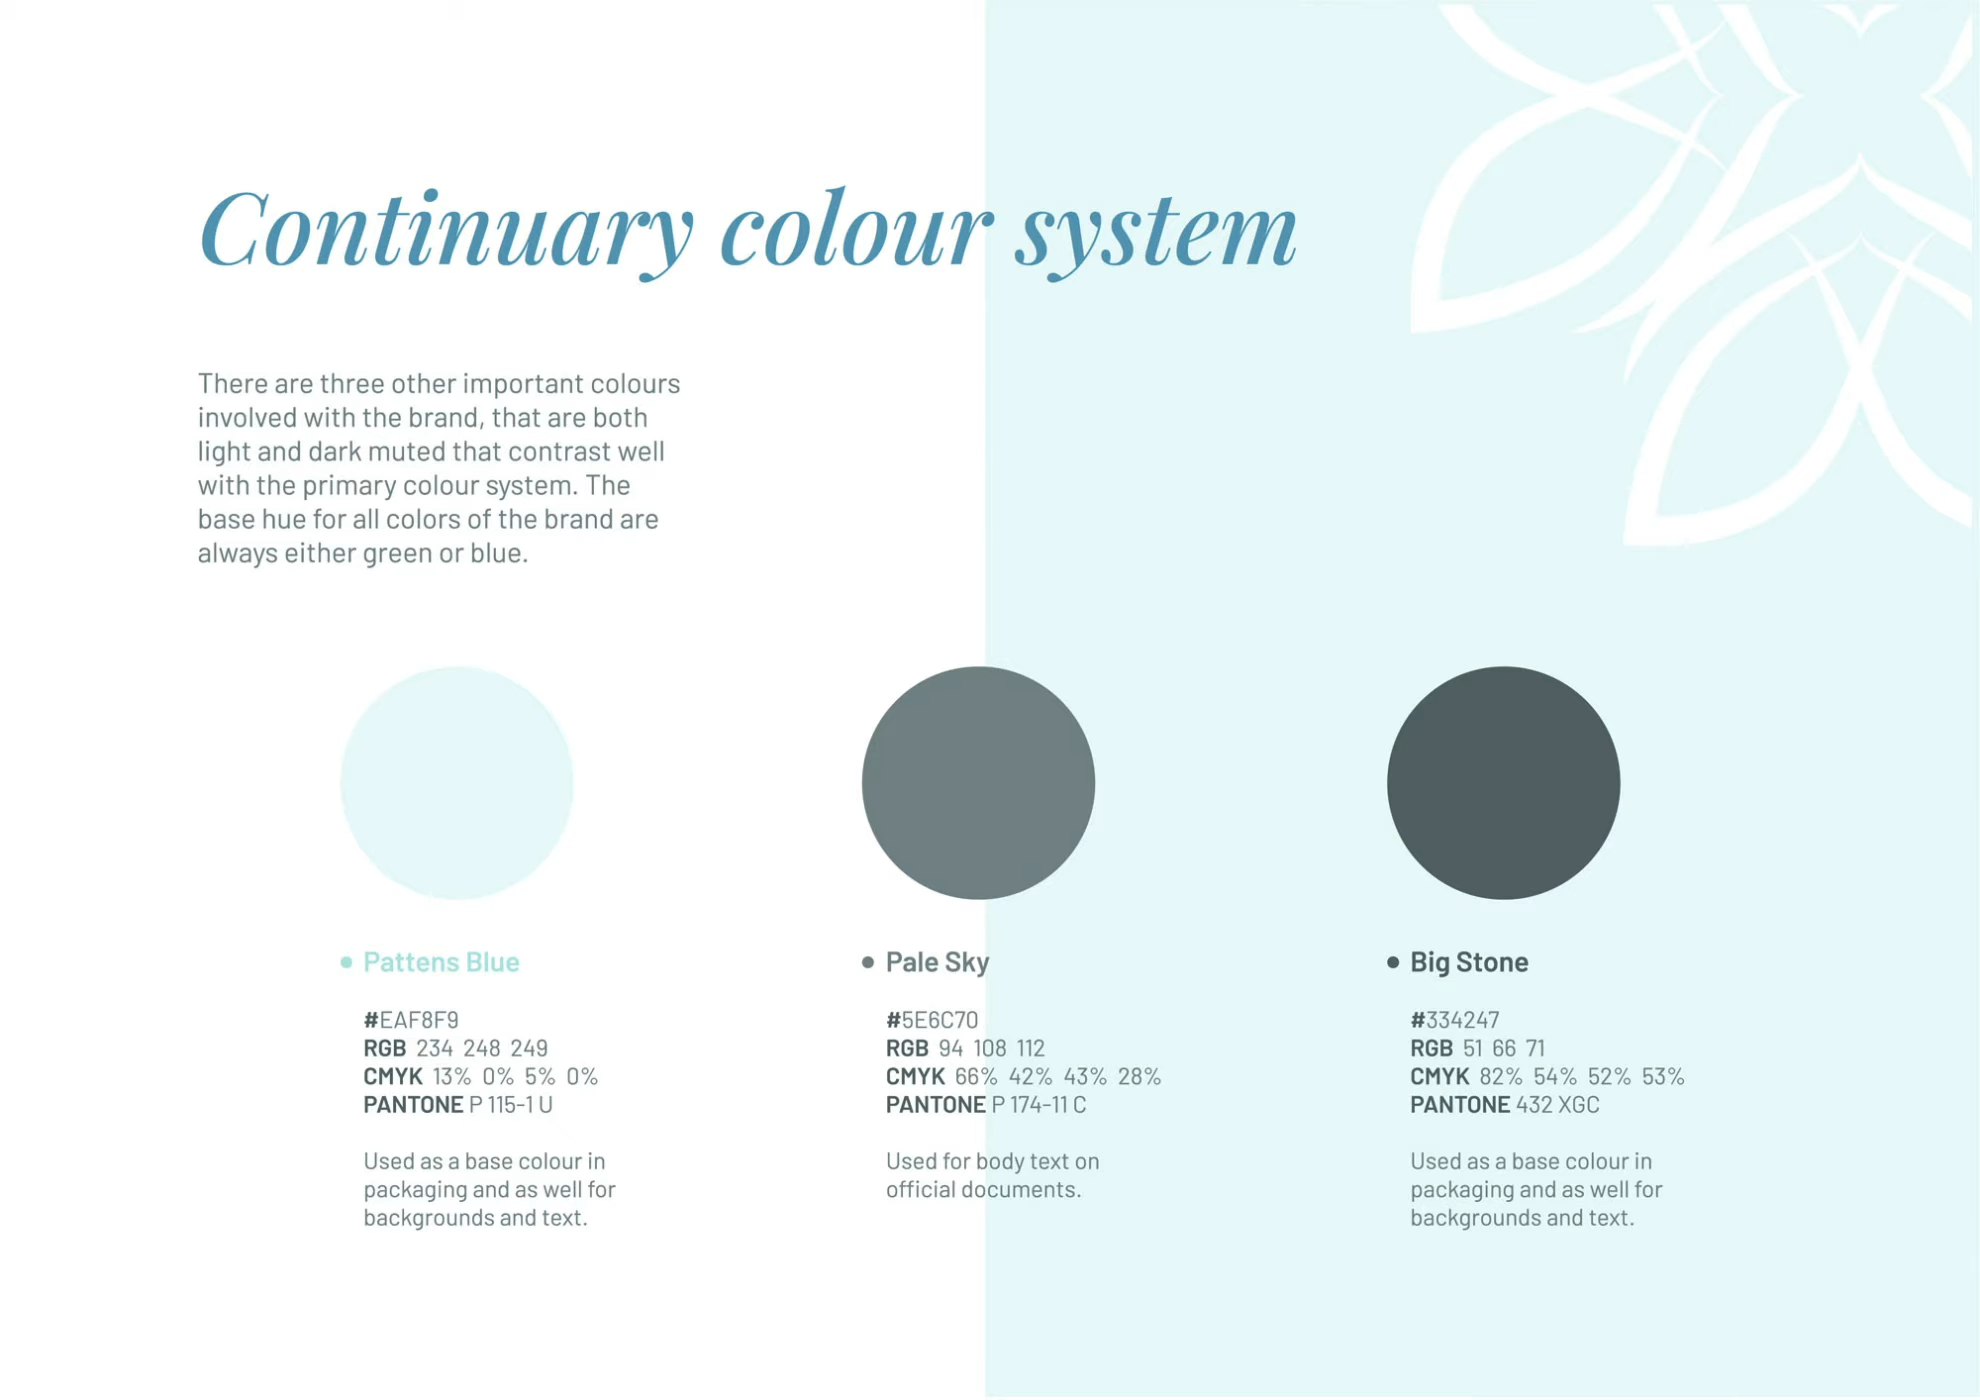 Continuary colour system
There are three other important colours
involved with the brand, that are both
light and dark muted that contrast well
with the primary colour system. The
base hue for all colors of the brand are
always either green or blue.
• Pattens Blue
#EAF8F9
RGB 234 248 249
CMYK 13% 0% 5% 0%
PANTONE P 115-1 U
Used as a base colour in
packaging and as well for
backgrounds and text.
• Pale Sky
#5E6C70
RGB 94 108 112
CMYK 66% 42% 43% 28%
PANTONE P 174-11 C
Used for body text on
official documents.
• Big Stone
#334247
RGB 51 66 71
CMYK 82% 54% 52% 53%
PANTONE 432 XGC
Used as a base colour in
packaging and as well for
backgrounds and text.